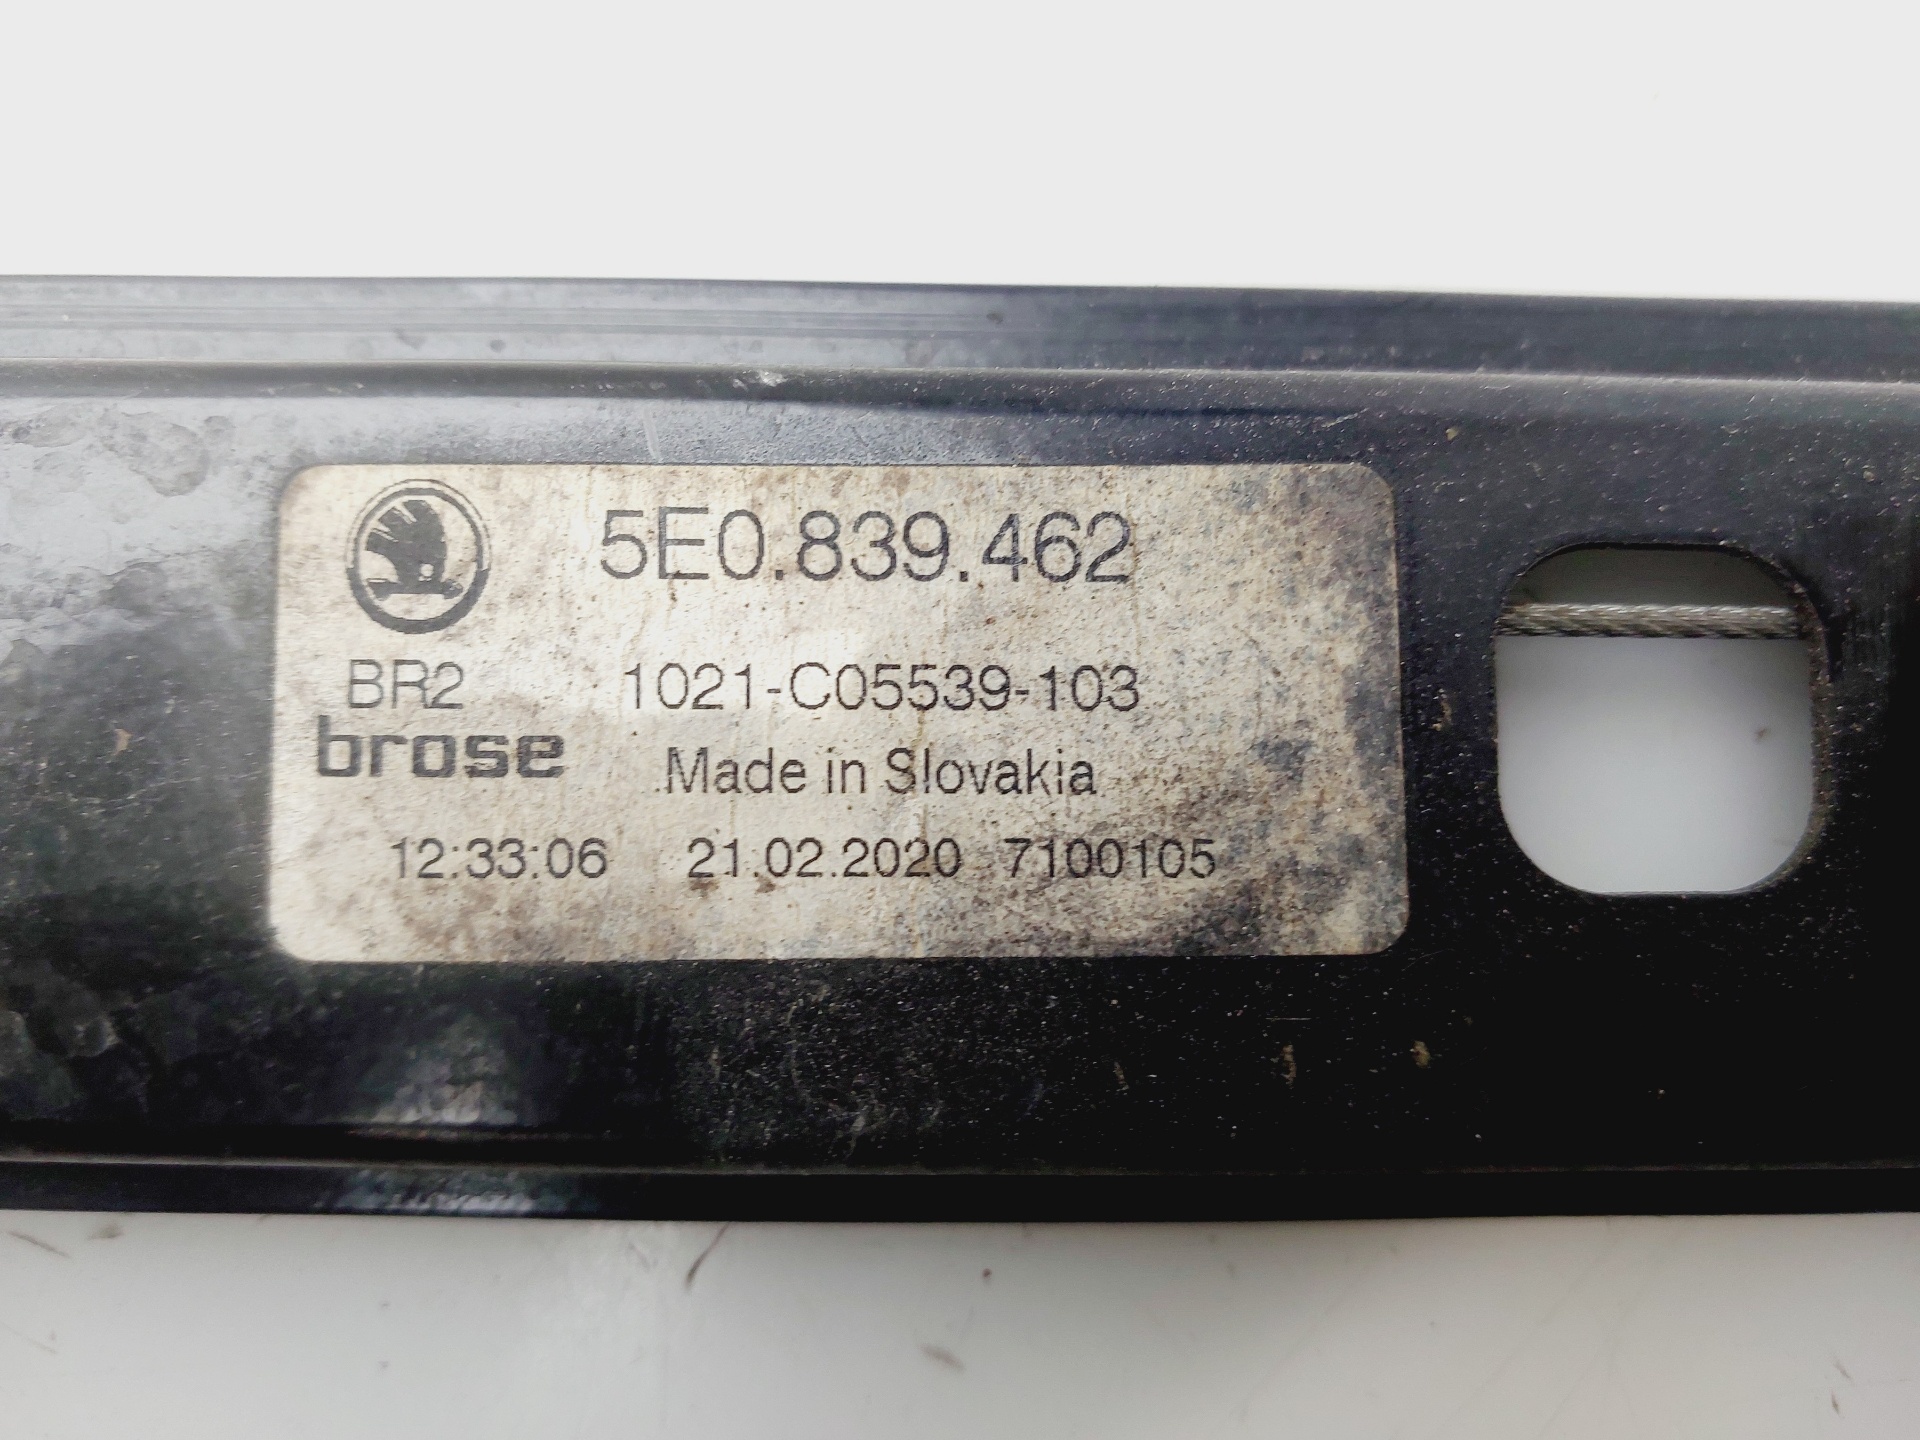 5E0.839.462
BR2 1021-C05539-103
brose Made in Slovakia
12:33:06 21.02.2020 7100105